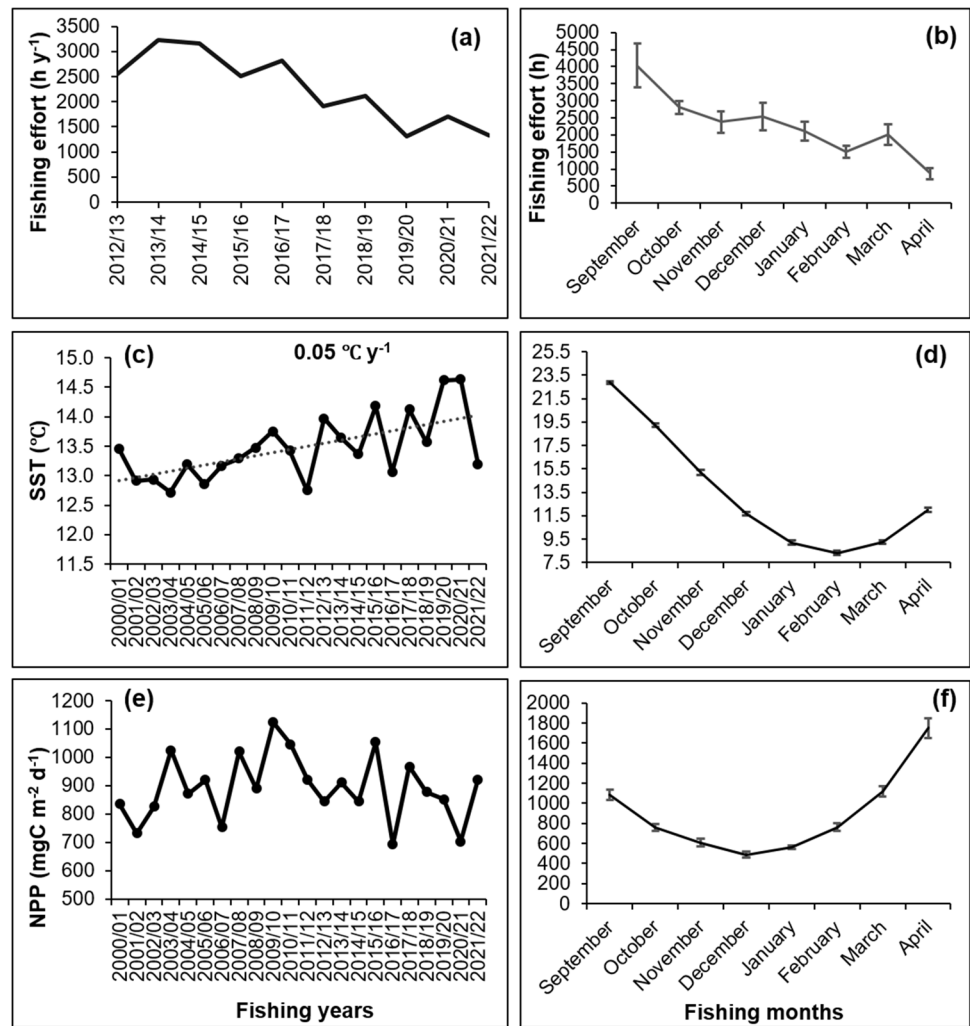 (a)
Fishing effort (h y-1)
3500
3000
2500
2000
1500
1000
500
0
2012/13
2013/14
2014/15
2015/16
2016/17
2017/18
2018/19
2019/20
2020/21
2021/22
(b)
Fishing effort (h)
5000
4500
4000
3500
3000
2500
2000
1500
1000
500
0
September
October
November
December
January
February
March
April
(c)
0.05 ℃ y-1
SST (℃)
15.0
14.0
13.5
13.0
12.0
11.5
2000/01
2001/02
2002/03
2003/04
2004/05
2005/06
2006/07
2007/08
2008/09
2009/10
2010/11
2011/12
2012/13
2013/14
2014/15
2015/16
2016/17
2017/18
2018/19
2019/20
2020/21
2021/22
(d)
25.5
23.5
21.5
19.5
17.5
15.5
13.5
11.5
9.5
7.5
September
October
November
December
January
February
March
April
(e)
NPP (mgC m-2 d-1)
1200
1100
1000
900
800
700
600
500
2000/01
2001/02
2002/03
2003/04
2004/05
2005/06
2006/07
2007/08
2008/09
2009/10
2010/11
2011/12
2012/13
2013/14
2014/15
2015/16
2016/17
2017/18
2018/19
2019/20
2020/21
2021/22
Fishing years
(f)
2000
1800
1600
1400
1200
1000
800
600
400
200
0
September
October
November
December
January
February
March
April
Fishing months